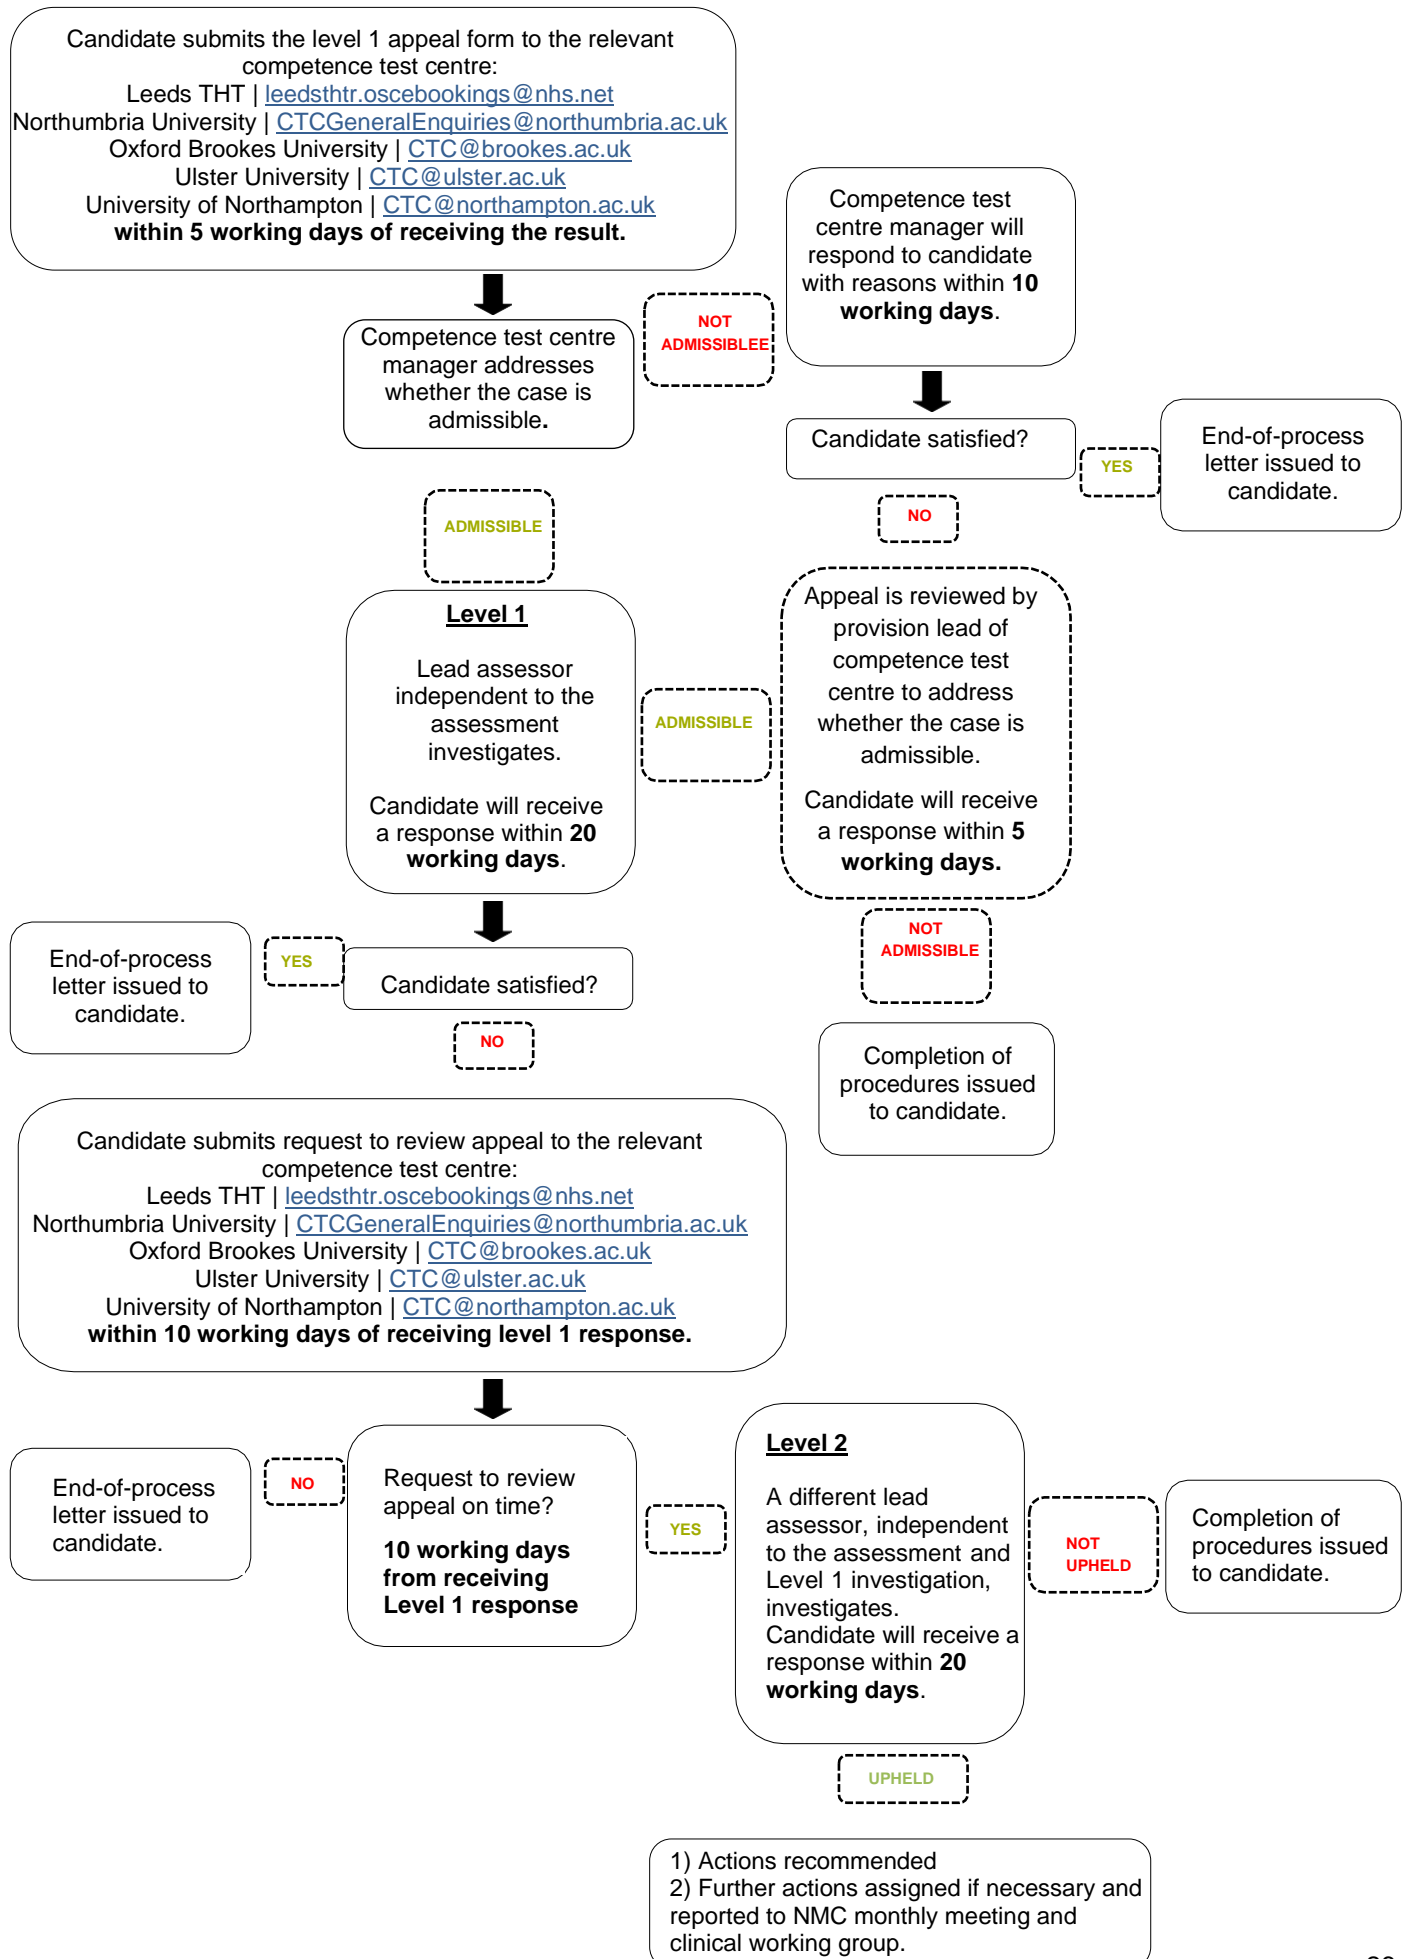 Candidate submits the level 1 appeal form to the relevant
competence test centre:
Leeds THT | leedsthtr.oscebookings@nhs.net
Northumbria University | CTCGeneralEnquiries@northumbria.ac.uk
Oxford Brookes University | CTC@brookes.ac.uk
Ulster University | CTC@ulster.ac.uk
University of Northampton | CTC@northampton.ac.uk
within 5 working days of receiving the result.
Competence test
centre manager will
respond to candidate
with reasons within 10
working days.
NOT
ADMISSIBLEE
Competence test centre
manager addresses
whether the case is
admissible.
Candidate satisfied?
YES
End-of-process
letter issued to
candidate.
NO
ADMISSIBLE
Level 1
Lead assessor
independent to the
assessment
investigates.
Candidate will receive
a response within 20
working days.
ADMISSIBLE
Appeal is reviewed by
provision lead of
competence test
centre to address
whether the case is
admissible.
Candidate will receive
a response within 5
working days.
NOT
ADMISSIBLE
End-of-process
letter issued to
candidate.
YES
Candidate satisfied?
NO
Completion of
procedures issued
to candidate.
Candidate submits request to review appeal to the relevant
competence test centre:
Leeds THT | leedsthtr.oscebookings@nhs.net
Northumbria University | CTCGeneralEnquiries@northumbria.ac.uk
Oxford Brookes University | CTC@brookes.ac.uk
Ulster University | CTC@ulster.ac.uk
University of Northampton | CTC@northampton.ac.uk
within 10 working days of receiving level 1 response.
End-of-process
letter issued to
candidate.
NO
Request to review
appeal on time?
10 working days
from receiving
Level 1 response
YES
Level 2
A different lead
assessor, independent
to the assessment and
Level 1 investigation,
investigates.
Candidate will receive a
response within 20
working days.
NOT
UPHELD
Completion of
procedures issued
to candidate.
UPHELD
1) Actions recommended
2) Further actions assigned if necessary and
reported to NMC monthly meeting and
clinical working group.